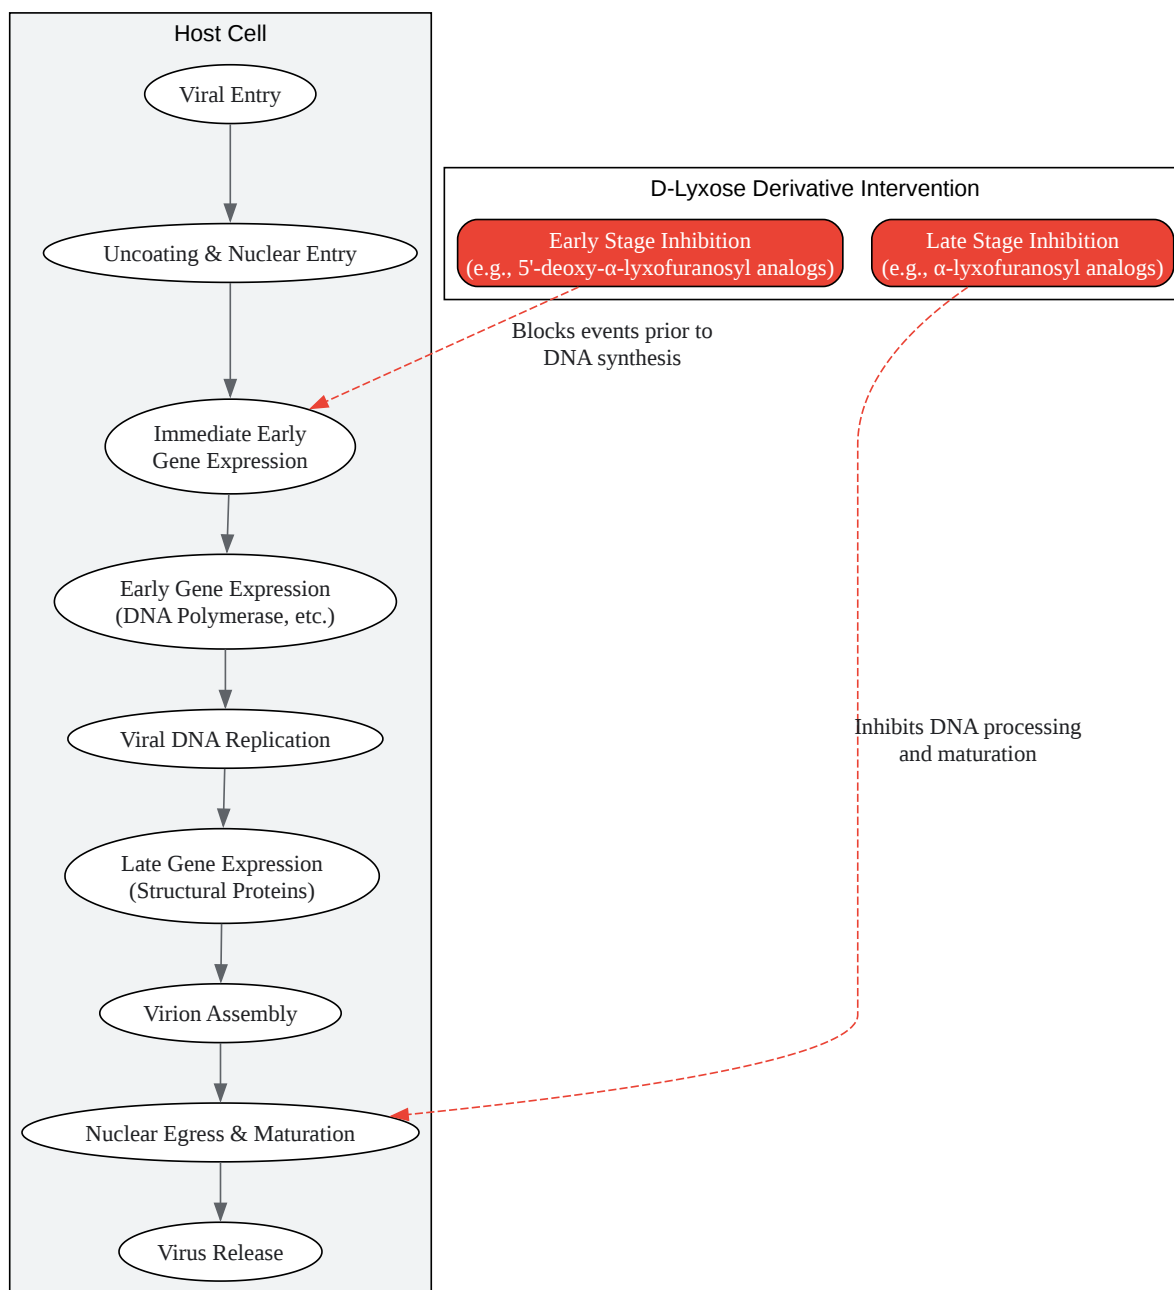 Host Cell
Viral Entry
Uncoating & Nuclear Entry
Immediate Early
Gene Expression
Early Gene Expression
(DNA Polymerase, etc.)
Viral DNA Replication
Late Gene Expression
(Structural Proteins)
Virion Assembly
Nuclear Egress & Maturation
Virus Release
D-Lyxose Derivative Intervention
Early Stage Inhibition
(e.g., 5'-deoxy-α-lyxofuranosyl analogs)
Late Stage Inhibition
(e.g., α-lyxofuranosyl analogs)
Blocks events prior to
DNA synthesis
Inhibits DNA processing
and maturation